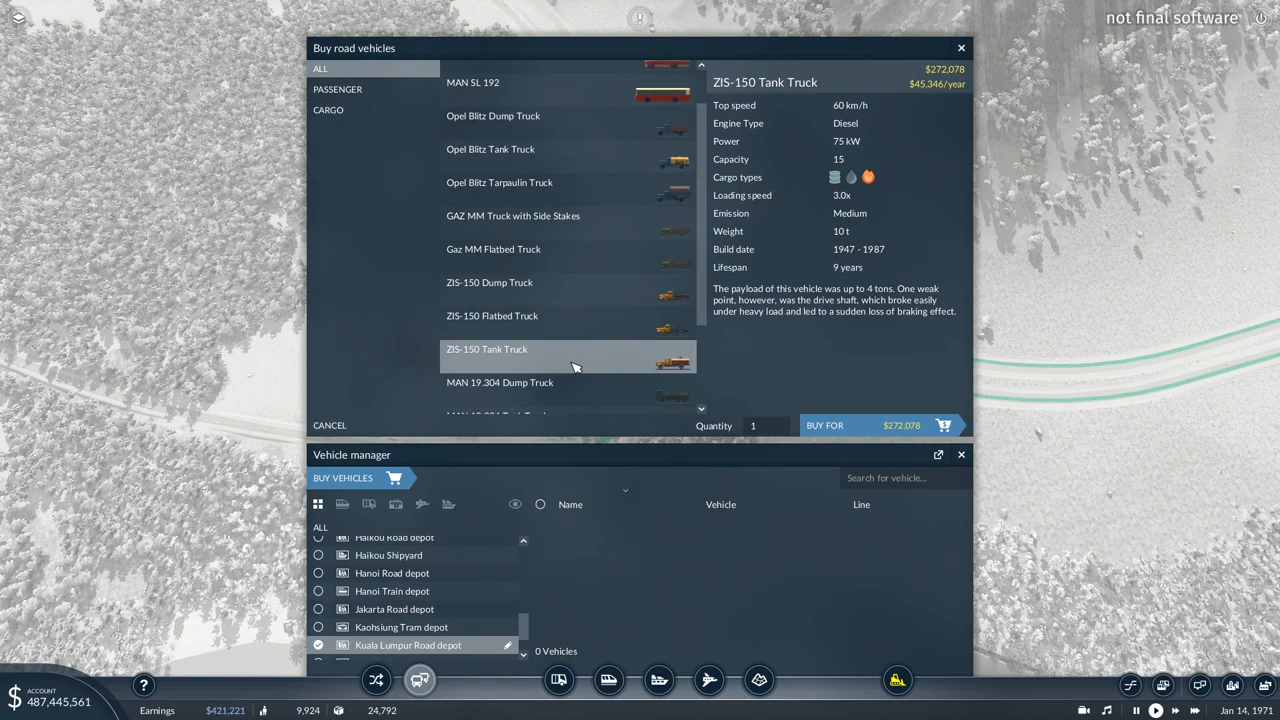 not final software
Buy road vehicles
ALL
PASSENGER
CARGO
MAN SL 192
Opel Blitz Dump Truck
Opel Blitz Tank Truck
Opel Blitz Tarpaulin Truck
GAZ MM Truck with Side Stakes
Gaz MM Flatbed Truck
ZIS-150 Dump Truck
ZIS-150 Flatbed Truck
ZIS-150 Tank Truck
MAN 19.304 Dump Truck
$272,078
ZIS-150 Tank Truck
$45,346/year
Top speed 60 km/h
Engine Type Diesel
Power 75 kW
Capacity 15
Cargo types
Loading speed 3.0x
Emission Medium
Weight 10 t
Build date 1947 - 1987
Lifespan 9 years
The payload of this vehicle was up to 4 tons. One weak
point, however, was the drive shaft, which broke easily
under heavy load and led to a sudden loss of braking effect.
CANCEL
Quantity 1
BUY FOR $272,078
Vehicle manager
BUY VEHICLES
Search for vehicle...
Name Vehicle Line
ALL
Haikou Road depot
Haikou Shipyard
Hanoi Road depot
Hanoi Train depot
Jakarta Road depot
Kaohsiung Tram depot
Kuala Lumpur Road depot
0 Vehicles
$ ACCOUNT
487,445,561
?
Earnings $421,221 9,924 24,792
Jan 14, 1971